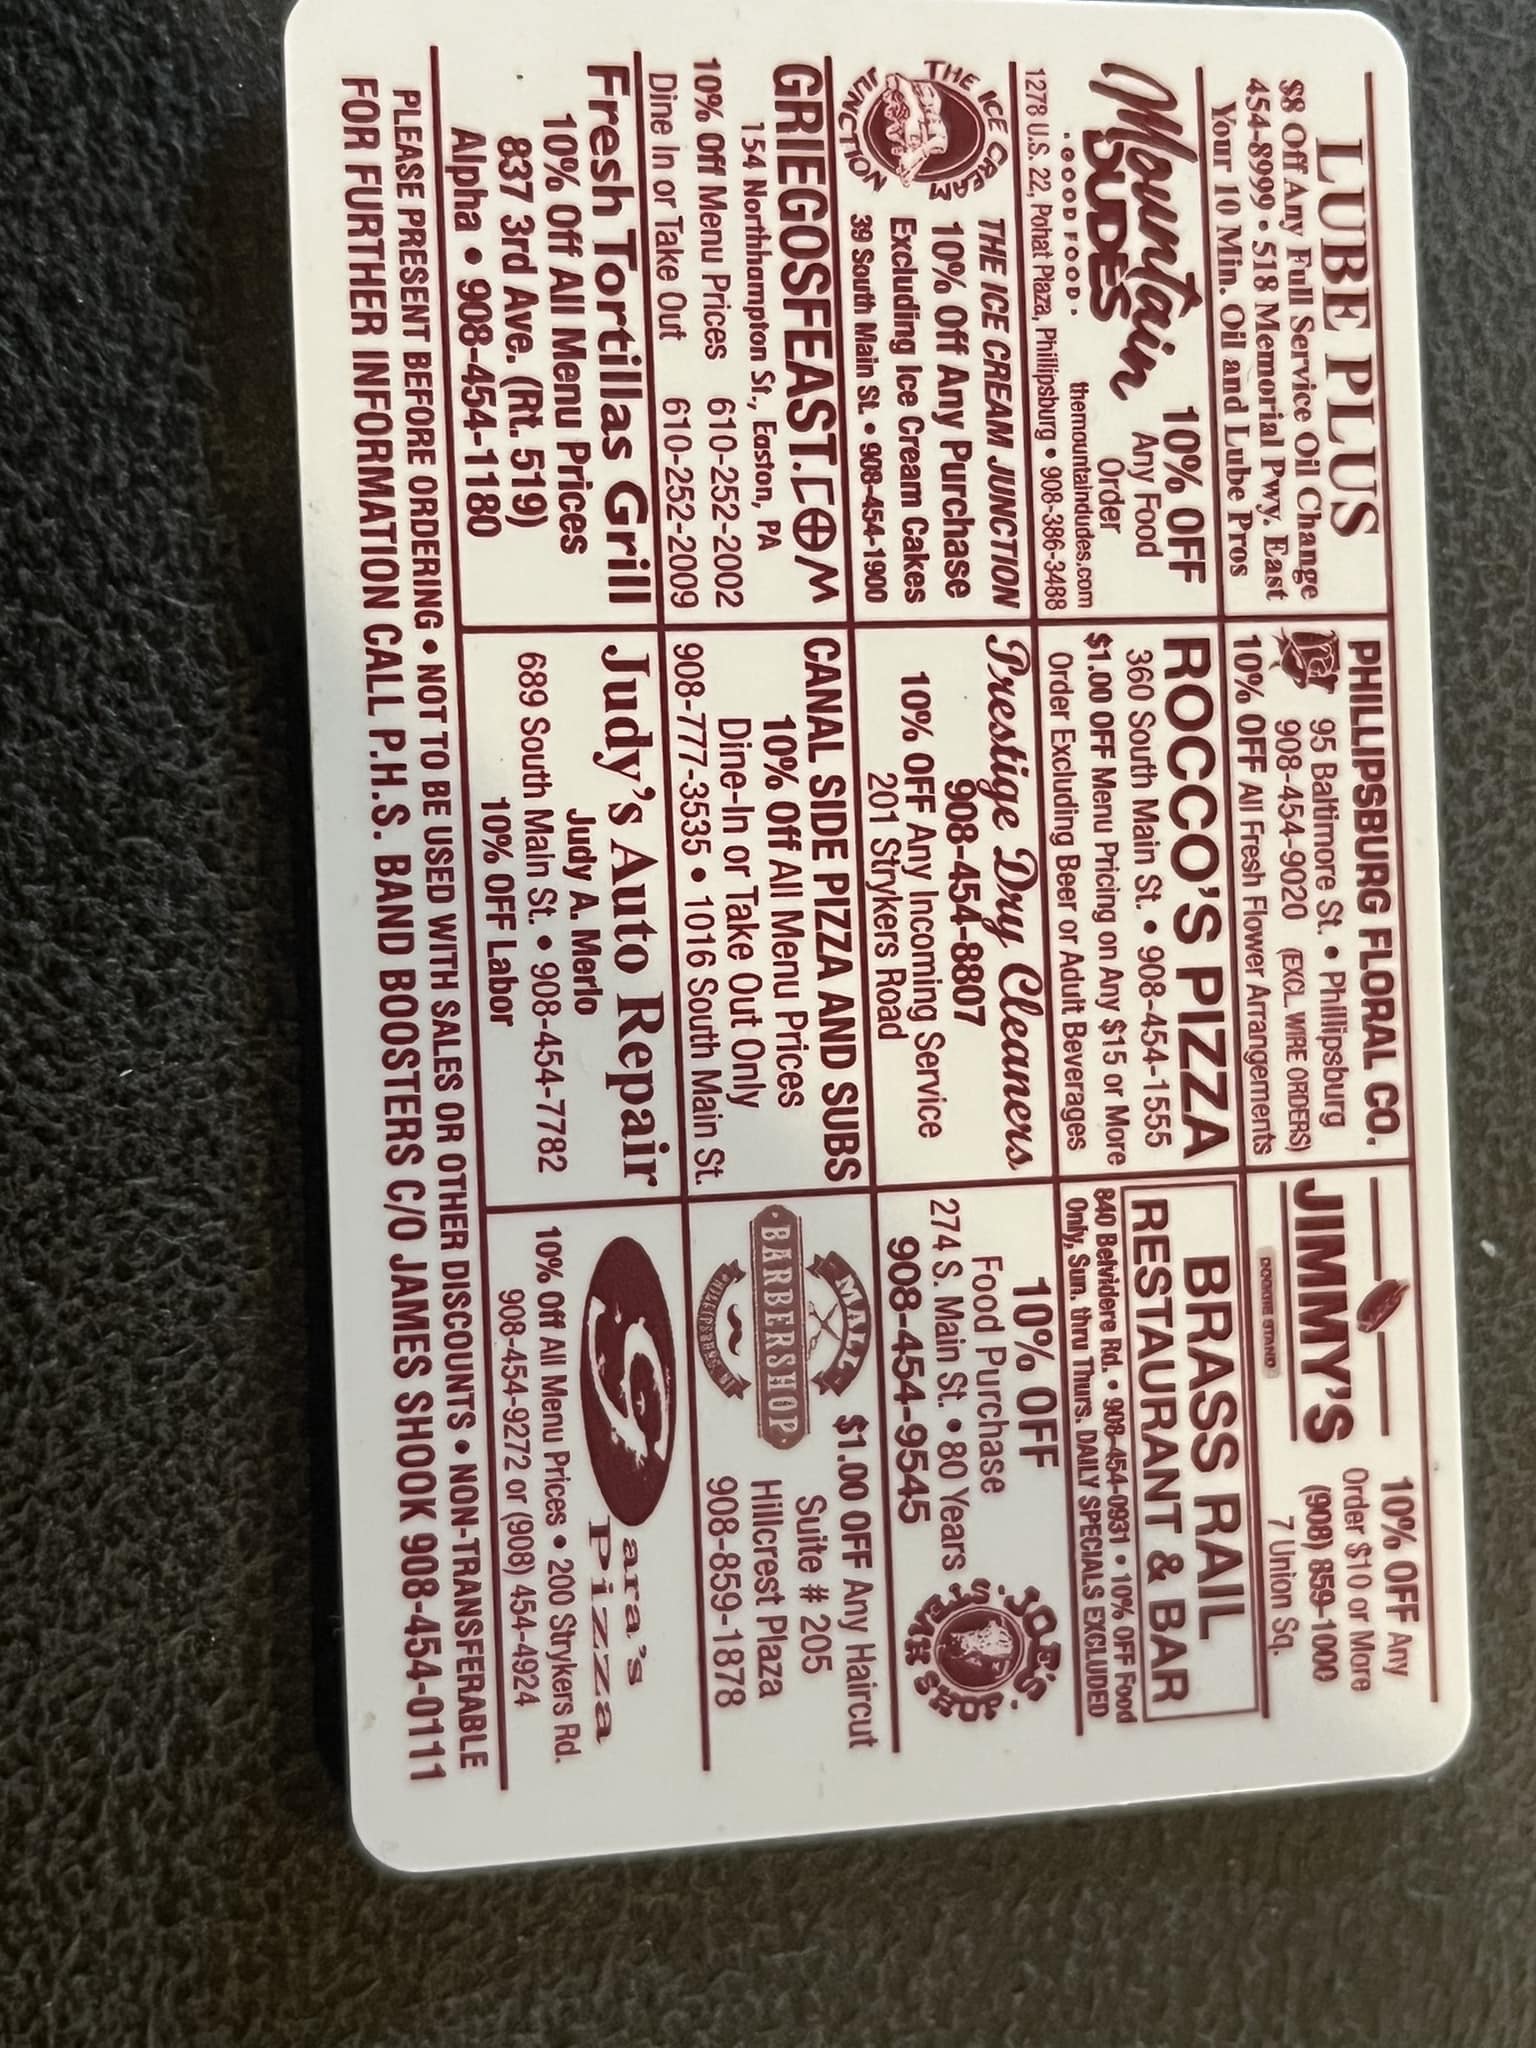 LUBE PLUS
$8 Off Any Full Service Oil Change
454-8999 • 518 Memorial Pwy. East
Your 10 Min. Oil and Lube Pros
PHILLIPSBURG FLORAL CO.
95 Baltimore St. • Phillipsburg
908-454-9020 (EXCL. WIRE ORDERS)
10% OFF All Fresh Flower Arrangements
JIMMY'S
DOGGIE STAND
10% OFF Any
Order $10 or More
(908) 859-1000
7 Union Sq.
Mountain
DUDES
• GOOD FOOD •
10% OFF
Any Food
Order
themountaindudes.com
1278 U.S. 22, Pohat Plaza, Phillipsburg • 908-386-3488
ROCCO'S PIZZA
360 South Main St. • 908-454-1555
$1.00 OFF Menu Pricing on Any $15 or More
Order Excluding Beer or Adult Beverages
BRASS RAIL
RESTAURANT & BAR
840 Belvidere Rd. • 908-454-0931 • 10% OFF Food
Only, Sun. thru Thurs. DAILY SPECIALS EXCLUDED
THE ICE CREAM
JUNCTION
THE ICE CREAM JUNCTION
10% Off Any Purchase
Excluding Ice Cream Cakes
39 South Main St. • 908-454-1900
Prestige Dry Cleaners
908-454-8807
10% OFF Any Incoming Service
201 Strykers Road
10% OFF
Food Purchase
274 S. Main St. • 80 Years
908-454-9545
JOE'S
STEAK SHOP
GRIEGOSFEAST.COM
154 Northhampton St., Easton, PA
10% Off Menu Prices 610-252-2002
Dine In or Take Out 610-252-2009
CANAL SIDE PIZZA AND SUBS
10% Off All Menu Prices
Dine-In or Take Out Only
908-777-3535 • 1016 South Main St.
MALL
BARBERSHOP
PHILLIPSBURG, NJ
$1.00 OFF Any Haircut
Suite # 205
Hillcrest Plaza
908-859-1878
Fresh Tortillas Grill
10% Off All Menu Prices
837 3rd Ave. (Rt. 519)
Alpha • 908-454-1180
Judy's Auto Repair
Judy A. Merlo
689 South Main St. • 908-454-7782
10% OFF Labor
Sara's
Pizza
10% Off All Menu Prices • 200 Strykers Rd.
908-454-9272 or (908) 454-4924
PLEASE PRESENT BEFORE ORDERING • NOT TO BE USED WITH SALES OR OTHER DISCOUNTS • NON-TRANSFERABLE
FOR FURTHER INFORMATION CALL P.H.S. BAND BOOSTERS C/O JAMES SHOOK 908-454-0111